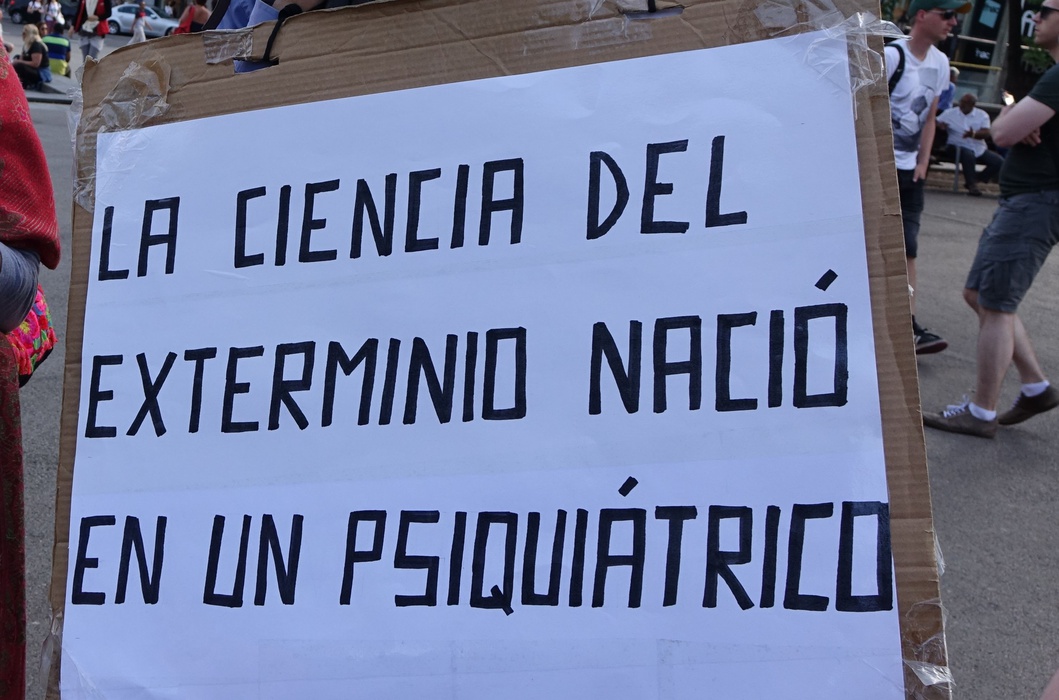 LA CIENCIA DEL
EXTERMINIO NACIÓ
EN UN PSIQUIÁTRICO